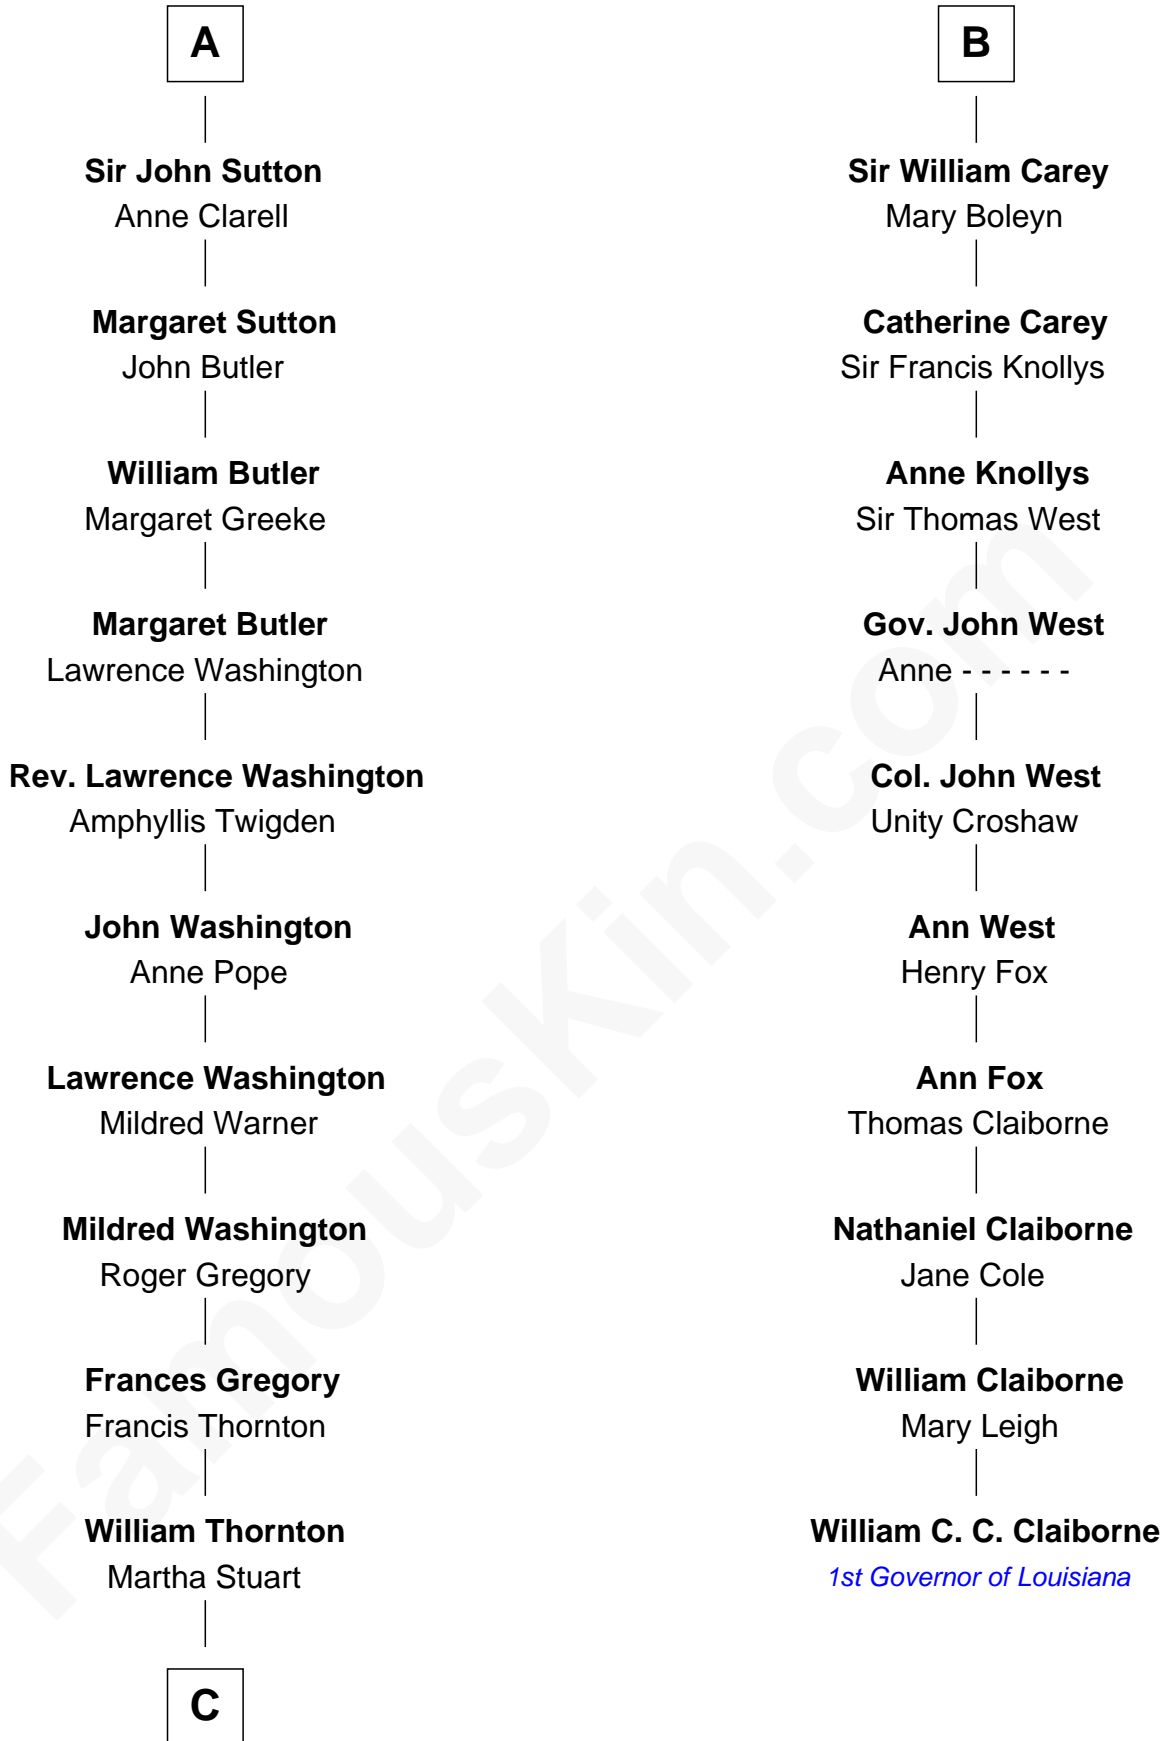 A
Sir John Sutton
Anne Clarell
Margaret Sutton
John Butler
William Butler
Margaret Greeke
Margaret Butler
Lawrence Washington
Rev. Lawrence Washington
Amphyllis Twigden
John Washington
Anne Pope
Lawrence Washington
Mildred Warner
Mildred Washington
Roger Gregory
Frances Gregory
Francis Thornton
William Thornton
Martha Stuart
C
B
Sir William Carey
Mary Boleyn
Catherine Carey
Sir Francis Knollys
Anne Knollys
Sir Thomas West
Gov. John West
Anne - - - - - -
Col. John West
Unity Croshaw
Ann West
Henry Fox
Ann Fox
Thomas Claiborne
Nathaniel Claiborne
Jane Cole
William Claiborne
Mary Leigh
William C. C. Claiborne
1st Governor of Louisiana
FamousKin.com